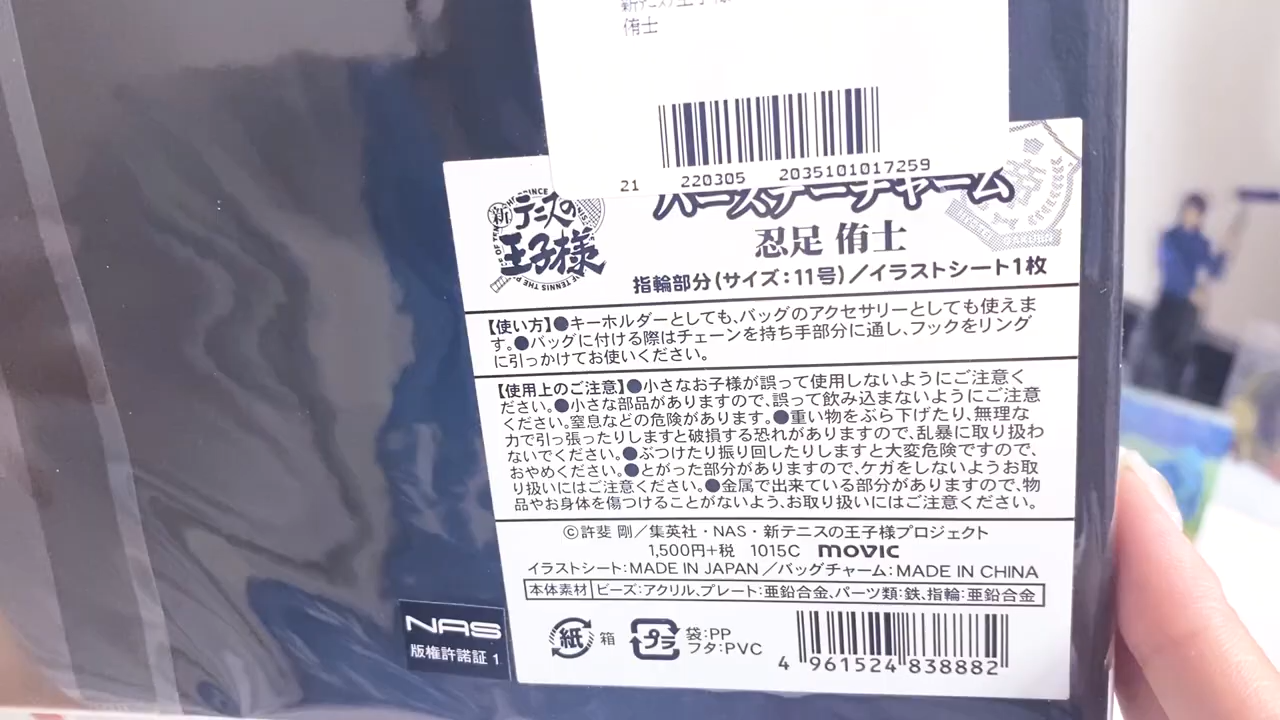 侑士
21 220305 2035101017259
新テニスの
王子様
バースデーチャーム
忍足 侑士
指輪部分(サイズ:11号)/イラストシート1枚
【使い方】●キーホルダーとしても、バッグのアクセサリーとしても使えま
す。●バッグに付ける際はチェーンを持ち手部分に通し、フックをリング
に引っかけてお使いください。
【使用上のご注意】●小さなお子様が誤って使用しないようにご注意く
ださい。●小さな部品がありますので、誤って飲み込まないようにご注意
ください。窒息などの危険があります。●重い物をぶら下げたり、無理な
力で引っ張ったりしますと破損する恐れがありますので、乱暴に取り扱わ
ないでください。●ぶつけたり振り回したりしますと大変危険ですので、
おやめください。●とがった部分がありますので、ケガをしないようお取
り扱いにはご注意ください。●金属で出来ている部分がありますので、物
品やお身体を傷つけることがないよう、お取り扱いにはご注意ください。
©許斐 剛/集英社・NAS・新テニスの王子様プロジェクト
1,500円+税 1015C movic
イラストシート:MADE IN JAPAN/バッグチャーム:MADE IN CHINA
本体素材 ビーズ:アクリル、プレート:亜鉛合金、パーツ類:鉄、指輪:亜鉛合金
NAS
版権許諾証 1
紙 箱
プラ 袋:PP
フタ:PVC
4 961524 838882